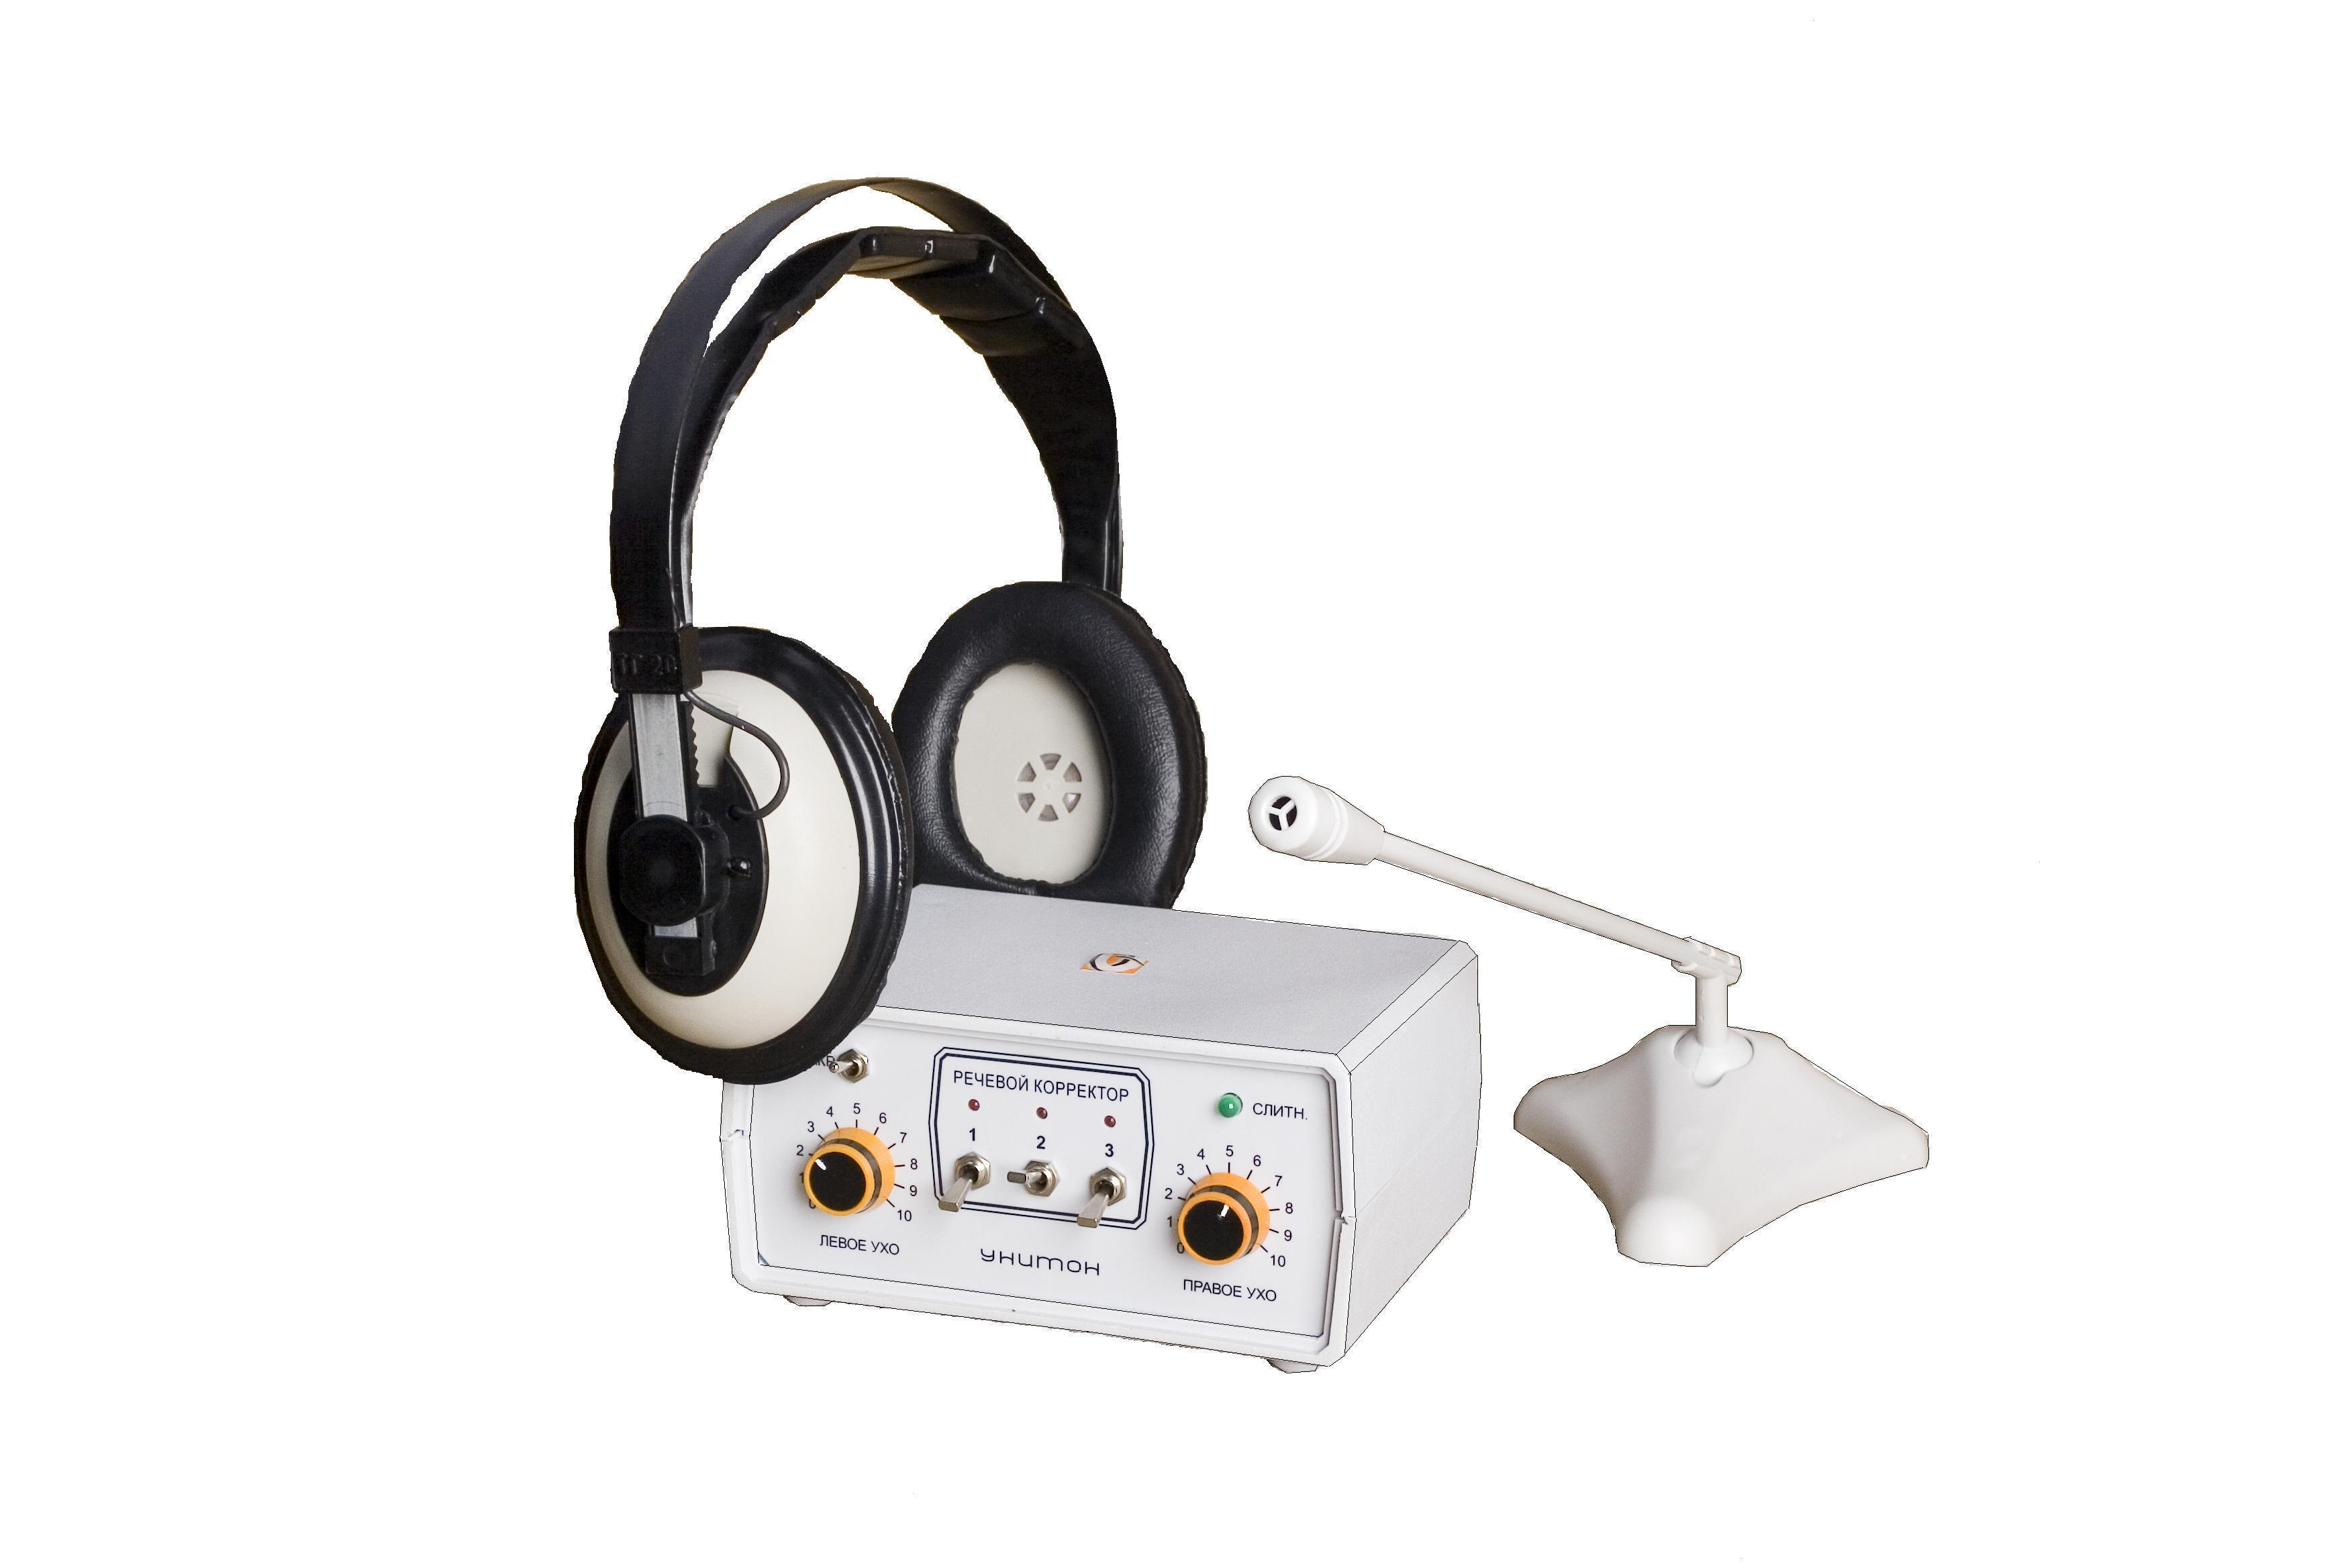 РЕЧЕВОЙ КОРРЕКТОР
1 2 3
СЛИТН.
2 3 4 5 6 7 8 9 10
ЛЕВОЕ УХО
0 1 2 3 4 5 6 7 8 9 10
ПРАВОЕ УХО
унитон